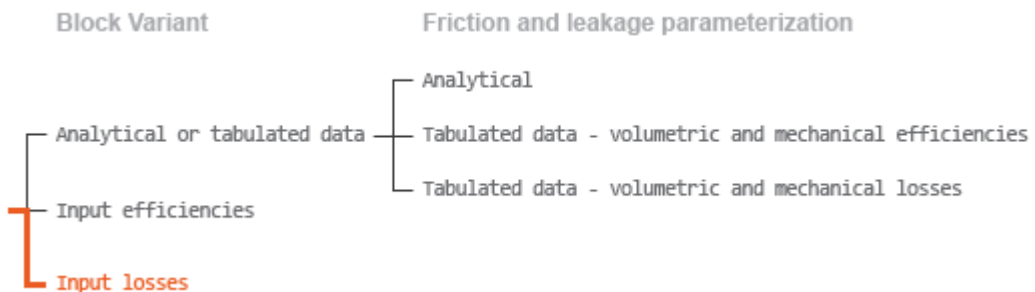 Block Variant
Friction and leakage parameterization
Analytical
Analytical or tabulated data
Tabulated data - volumetric and mechanical efficiencies
Tabulated data - volumetric and mechanical losses
Input efficiencies
Input losses